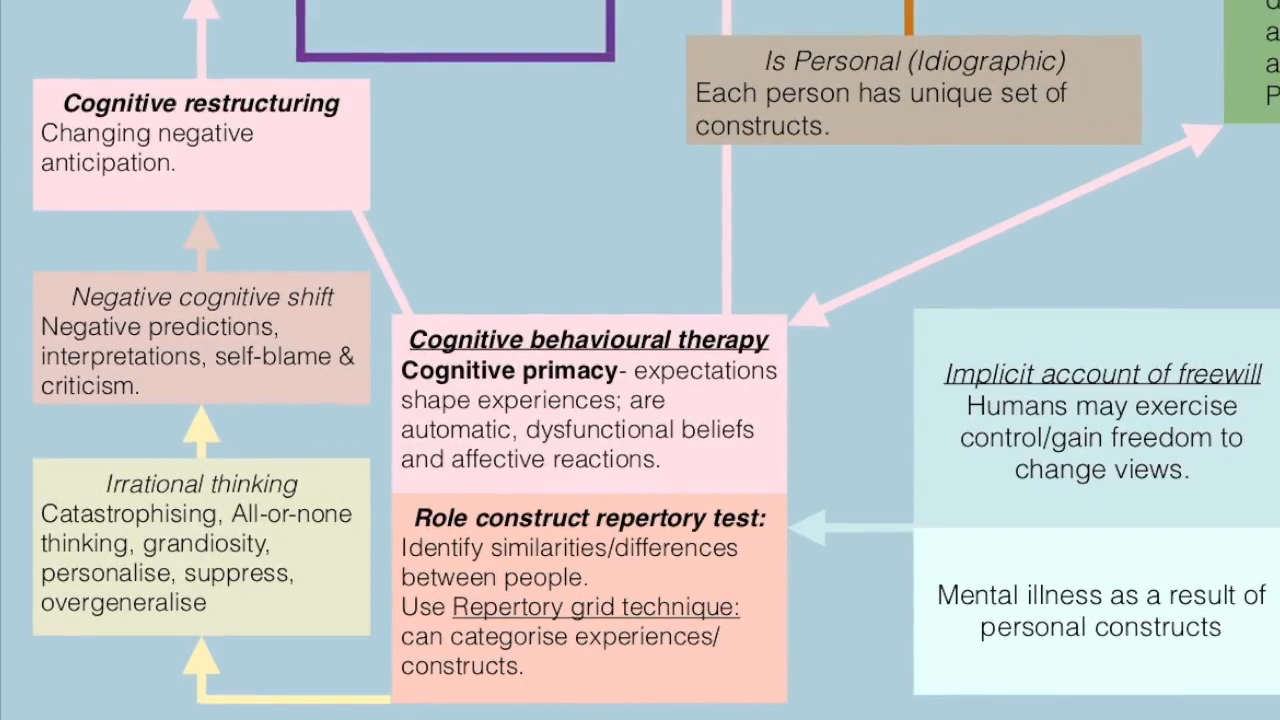 Cognitive restructuring
Changing negative
anticipation.
Is Personal (Idiographic)
Each person has unique set of
constructs.
Negative cognitive shift
Negative predictions,
interpretations, self-blame &
criticism.
Cognitive behavioural therapy
Cognitive primacy- expectations
shape experiences; are
automatic, dysfunctional beliefs
and affective reactions.
Implicit account of freewill
Humans may exercise
control/gain freedom to
change views.
Irrational thinking
Catastrophising, All-or-none
thinking, grandiosity,
personalise, suppress,
overgeneralise
Role construct repertory test:
Identify similarities/differences
between people.
Use Repertory grid technique:
can categorise experiences/
constructs.
Mental illness as a result of
personal constructs